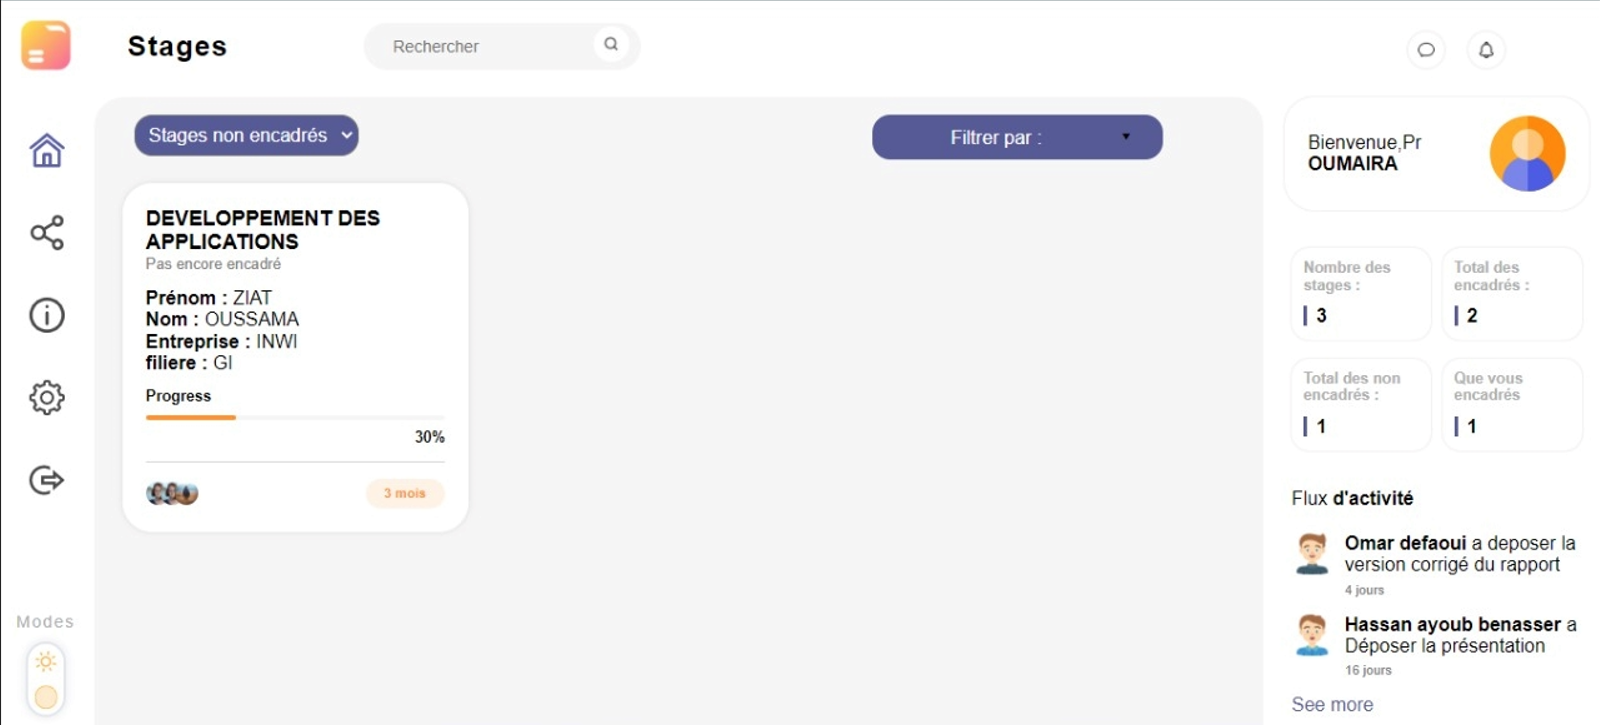 Stages
Rechercher
Stages non encadrés
Filtrer par :
DEVELOPPEMENT DES
APPLICATIONS
Pas encore encadré
Prénom : ZIAT
Nom : OUSSAMA
Entreprise : INWI
filiere : GI
Progress
30%
3 mois
Modes
Bienvenue,Pr
OUMAIRA
Nombre des
stages :
3
Total des
encadrés :
2
Total des non
encadrés :
1
Que vous
encadrés
1
Flux d'activité
Omar defaoui a deposer la
version corrigé du rapport
4 jours
Hassan ayoub benasser a
Déposer la présentation
16 jours
See more